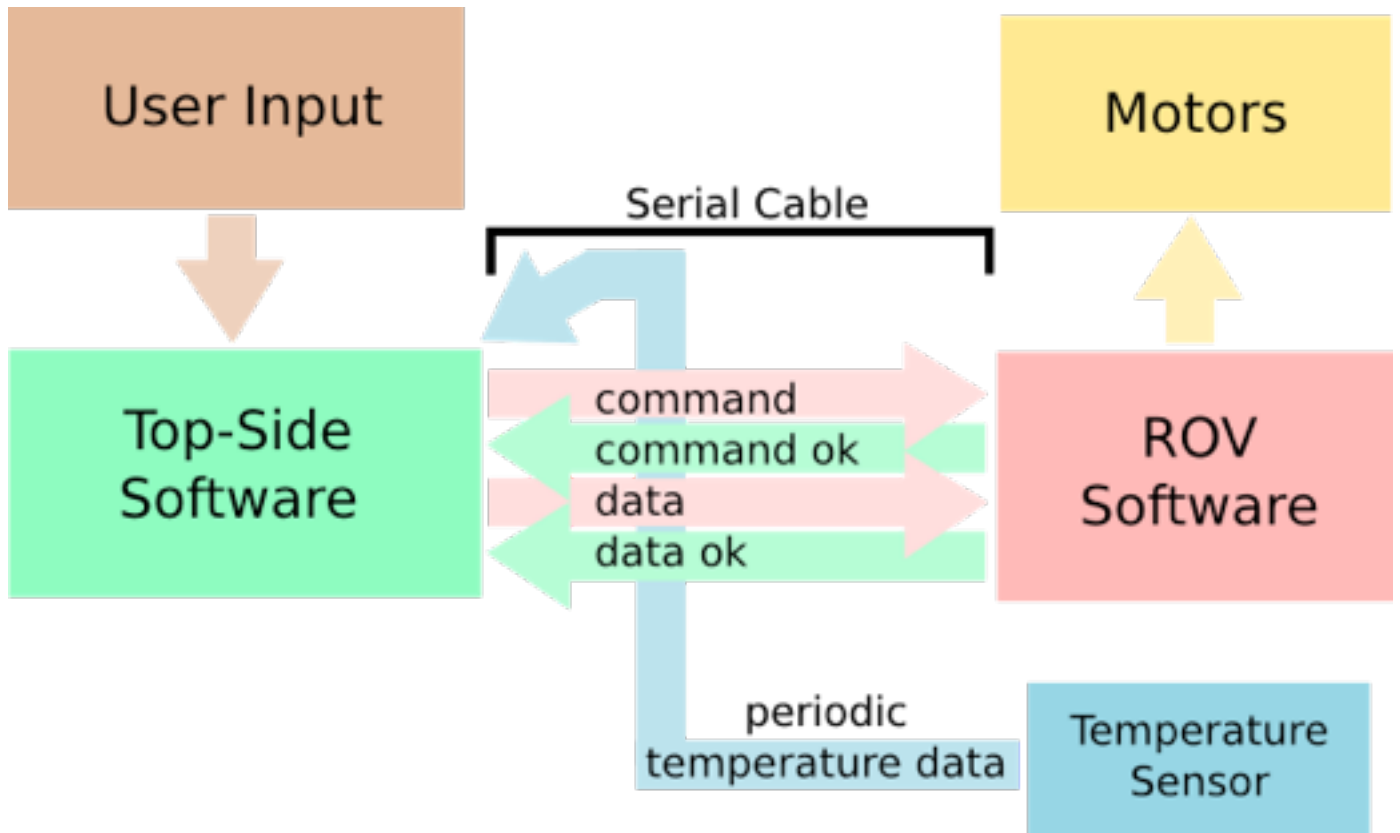 User Input
Motors
Serial Cable
Top-Side
Software
command
command ok
data
data ok
ROV
Software
periodic
temperature data
Temperature
Sensor